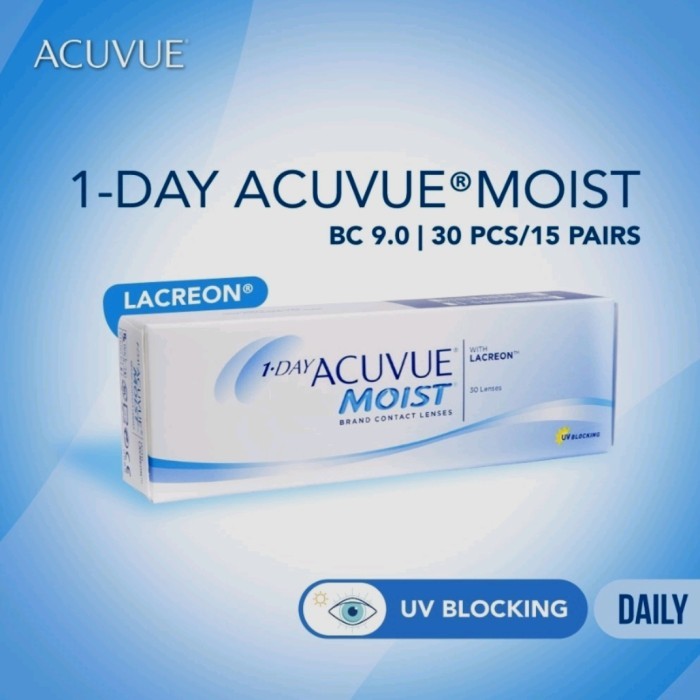 ACUVUE®
1-DAY ACUVUE® MOIST
BC 9.0 | 30 PCS/15 PAIRS
LACREON®
1·DAY ACUVUE®
MOIST®
BRAND CONTACT LENSES
WITH
LACREON™
30 Lenses
UV BLOCKING
UV BLOCKING
DAILY